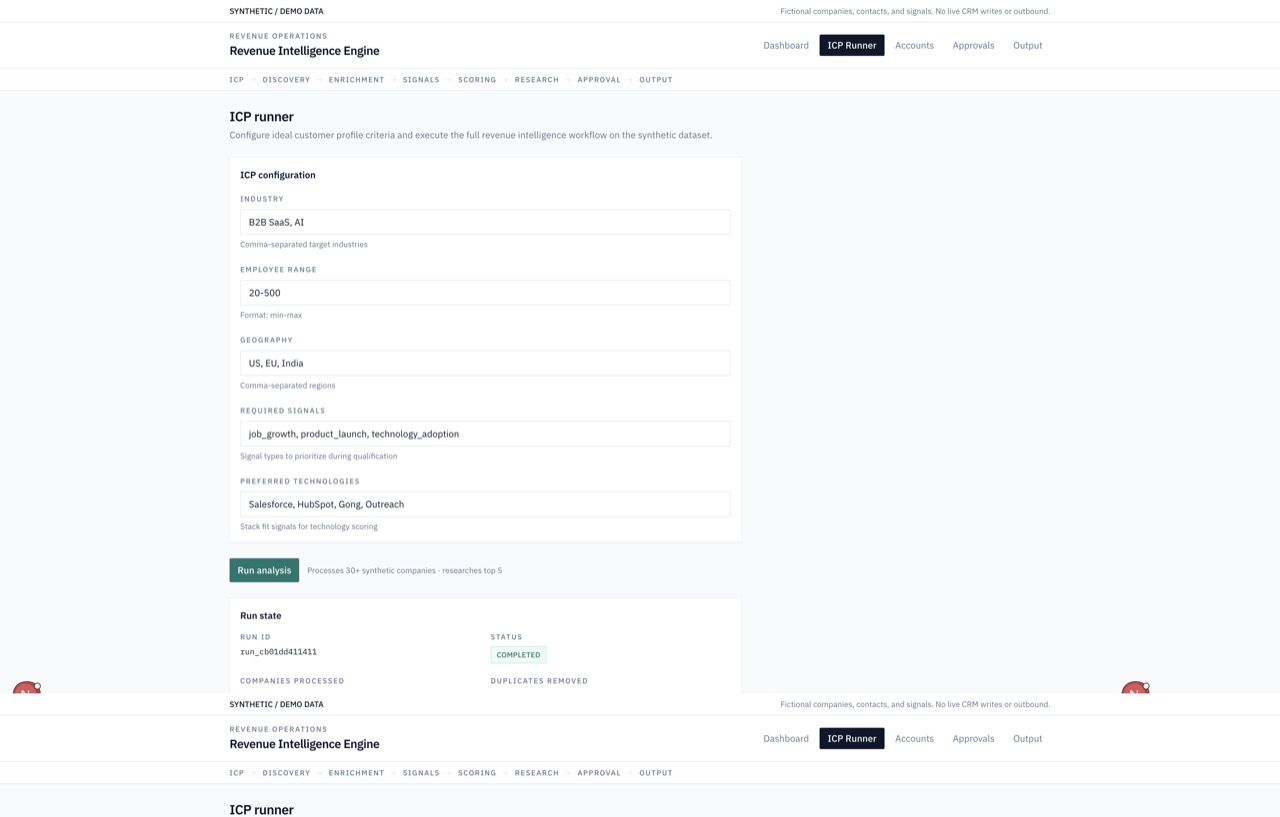 SYNTHETIC / DEMO DATA Fictional companies, contacts, and signals. No live CRM writes or outbound.
REVENUE OPERATIONS
Revenue Intelligence Engine
Dashboard ICP Runner Accounts Approvals Output
ICP → DISCOVERY → ENRICHMENT → SIGNALS → SCORING → RESEARCH → APPROVAL → OUTPUT
ICP runner
Configure ideal customer profile criteria and execute the full revenue intelligence workflow on the synthetic dataset.
ICP configuration
INDUSTRY
B2B SaaS, AI
Comma-separated target industries
EMPLOYEE RANGE
20-500
Format: min-max
GEOGRAPHY
US, EU, India
Comma-separated regions
REQUIRED SIGNALS
job_growth, product_launch, technology_adoption
Signal types to prioritize during qualification
PREFERRED TECHNOLOGIES
Salesforce, HubSpot, Gong, Outreach
Stack fit signals for technology scoring
Run analysis Processes 30+ synthetic companies · researches top 5
Run state
RUN ID STATUS
run_cb01dd411411 COMPLETED
COMPANIES PROCESSED DUPLICATES REMOVED
SYNTHETIC / DEMO DATA Fictional companies, contacts, and signals. No live CRM writes or outbound.
REVENUE OPERATIONS
Revenue Intelligence Engine
Dashboard ICP Runner Accounts Approvals Output
ICP → DISCOVERY → ENRICHMENT → SIGNALS → SCORING → RESEARCH → APPROVAL → OUTPUT
ICP runner